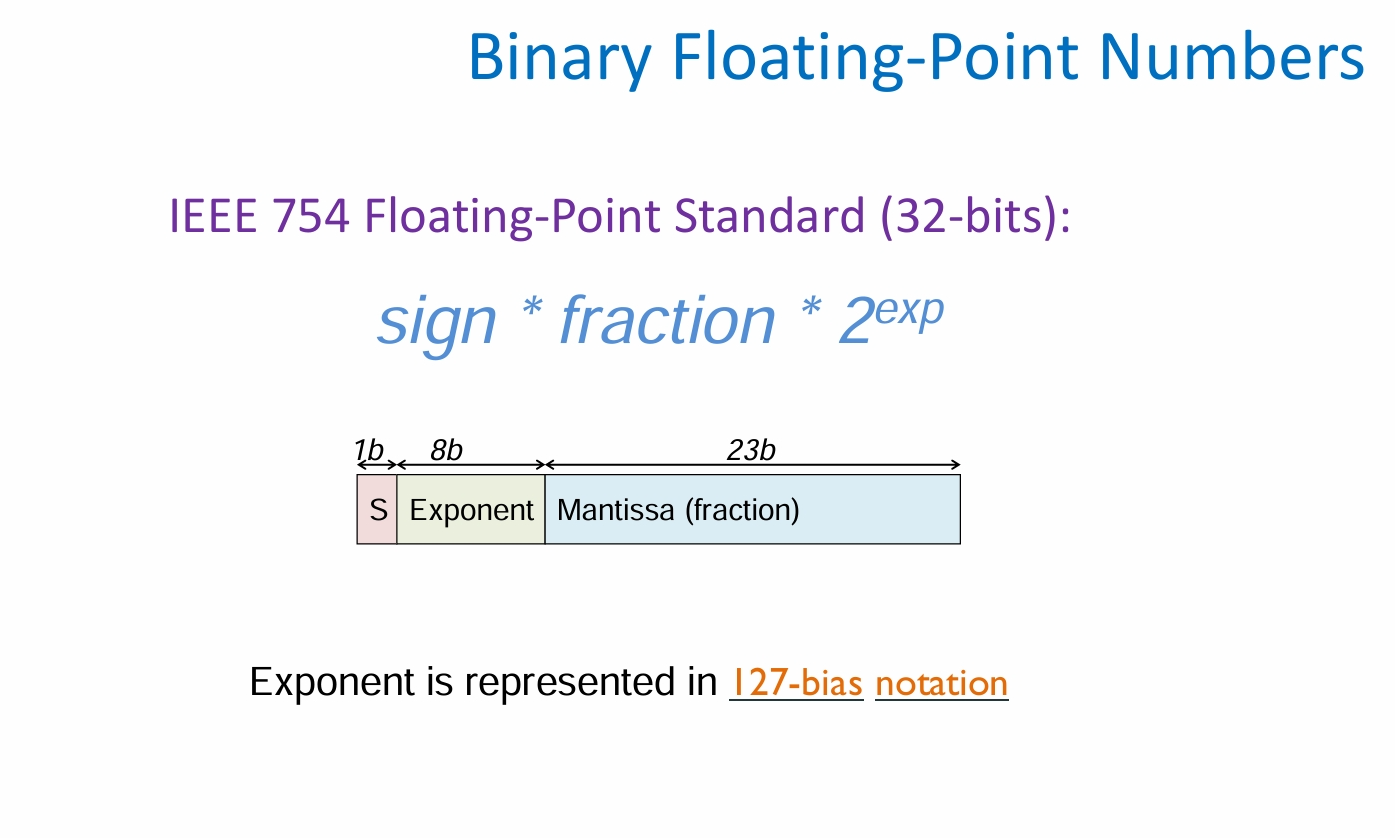 Binary Floating-Point Numbers
IEEE 754 Floating-Point Standard (32-bits):
sign * fraction * 2^exp
1b 8b 23b
S Exponent Mantissa (fraction)
Exponent is represented in 127-bias notation